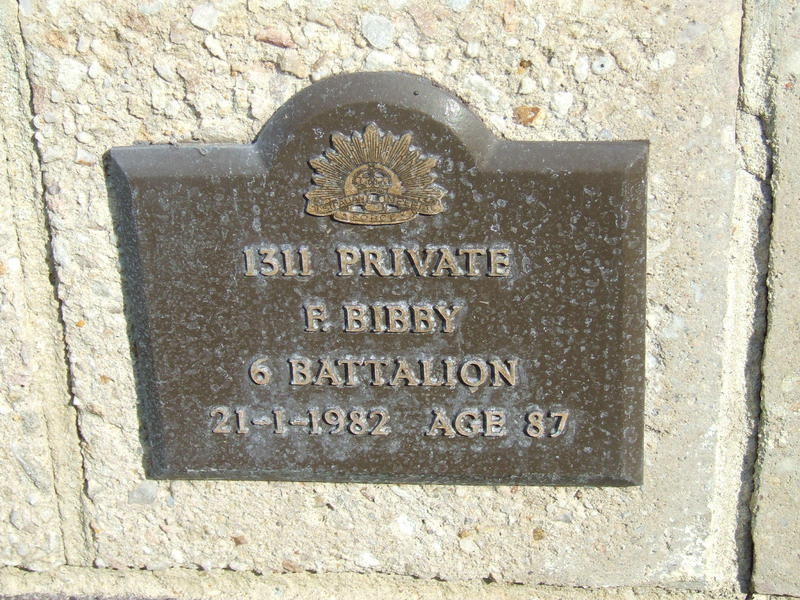 1311 PRIVATE
F. BIBBY
6 BATTALION
21-1-1982 AGE 87